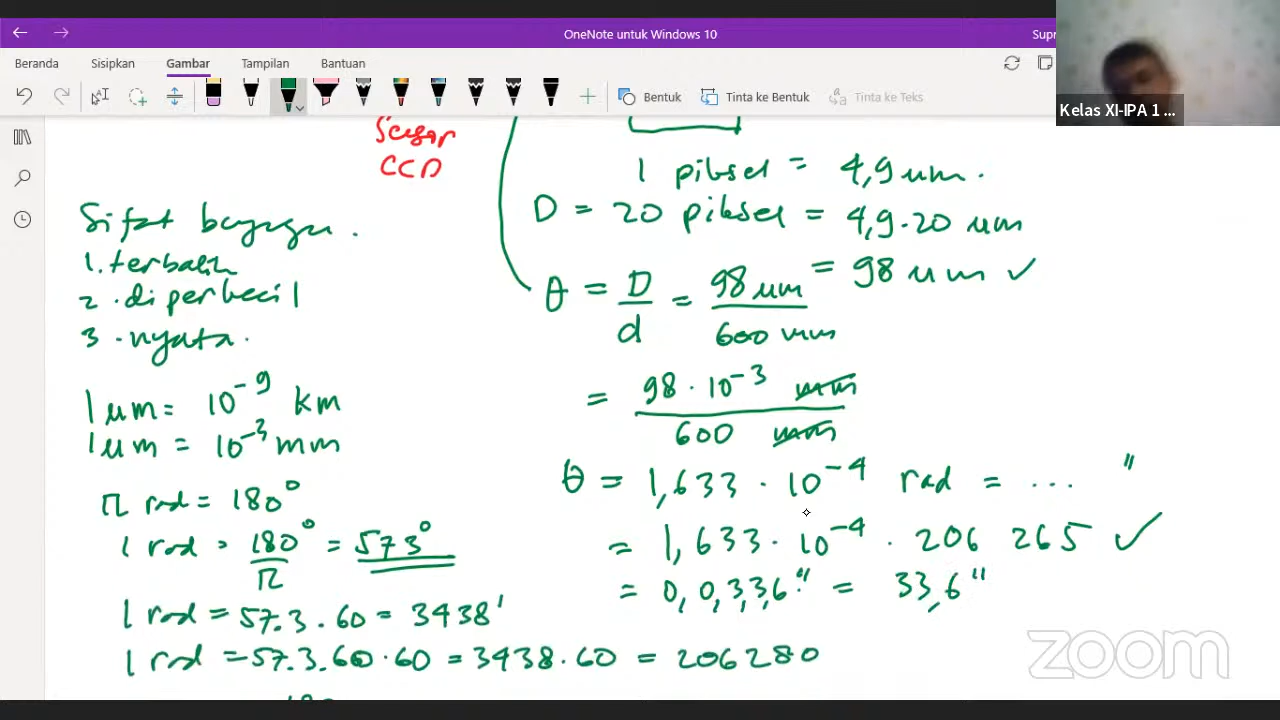 OneNote untuk Windows 10
Supr
Beranda Sisipkan Gambar Tampilan Bantuan
Bentuk Tinta ke Bentuk Tinta ke Teks
Kelas XI-IPA 1 ...
CCD
1 piksel = 4,9 um.
D = 20 piksel = 4,9.20 um
= 98 um ✓
Sifat bayangan.
1. terbalik
2. diperkecil
3. nyata.
θ = D/d = 98 um/600 mm
= 98 . 10⁻³ mm/600 mm
1 um = 10⁻⁹ km
1 um = 10⁻³ mm
θ = 1,633 . 10⁻⁴ rad = ... "
π rad = 180°
1 rad = 180°/π = 573°
= 1,633 . 10⁻⁴ . 206 265 ✓
= 0,0,3,3,6," = 33,6"
1 rad = 57.3 . 60 = 3438'
1 rad = 57.3.60.60 = 3438.60 = 206280
zoom